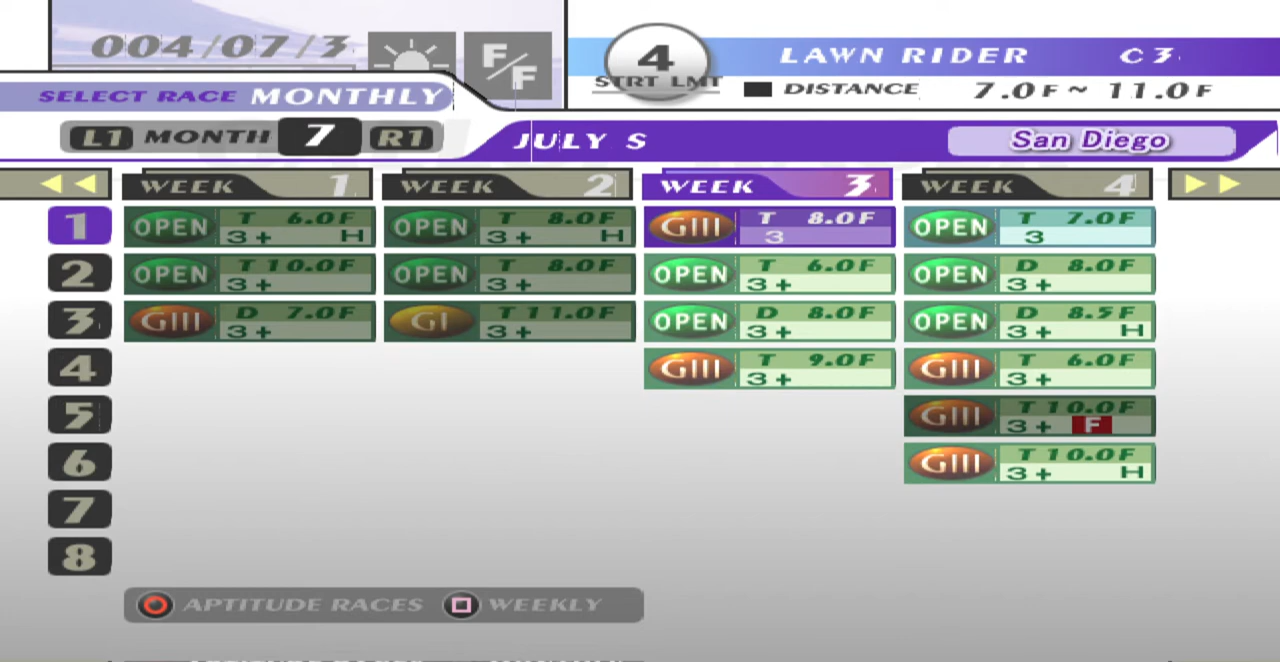 004/07/3
F/F
4
STRT LMT
LAWN RIDER C3
DISTANCE 7.0F~11.0F
SELECT RACE MONTHLY
L1 MONTH 7 R1
JULY S
San Diego
WEEK 1
WEEK 2
WEEK 3
WEEK 4
1
OPEN T 6.0F
3+ H
OPEN T 8.0F
3+ H
GIII T 8.0F
3
OPEN T 7.0F
3
2
OPEN T 10.0F
3+
OPEN T 8.0F
3+
OPEN T 6.0F
3+
OPEN D 8.0F
3+
3
GIII D 7.0F
3+
GI T 11.0F
3+
OPEN D 8.0F
3+
OPEN D 8.5F
3+ H
4
GIII T 9.0F
3+
GIII T 6.0F
3+
5
GIII T 10.0F
3+ F
6
GIII T 10.0F
3+ H
7
8
APTITUDE RACES WEEKLY